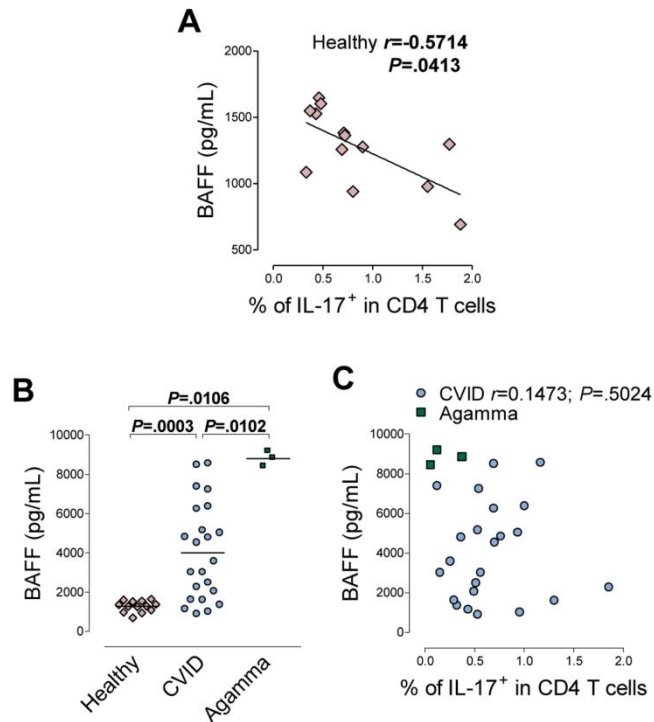 A
Healthy r=-0.5714
P=.0413
2000
1500
1000
500
BAFF (pg/mL)
0.0 0.5 1.0 1.5 2.0
% of IL-17+ in CD4 T cells
B
P=.0106
P=.0003 P=.0102
10000
8000
6000
4000
2000
0
BAFF (pg/mL)
Healthy
CVID
Agamma
C
CVID r=0.1473; P=.5024
Agamma
10000
8000
6000
4000
2000
0
BAFF (pg/mL)
0.0 0.5 1.0 1.5 2.0
% of IL-17+ in CD4 T cells